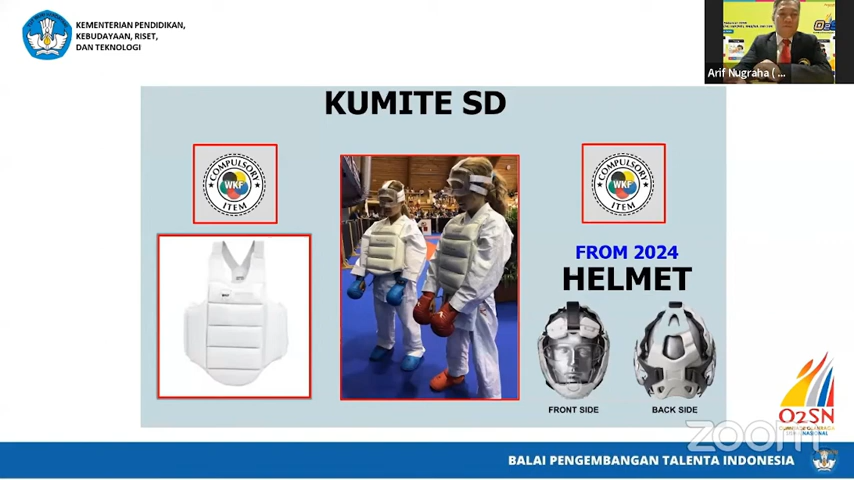 KEMENTERIAN PENDIDIKAN,
KEBUDAYAAN, RISET,
DAN TEKNOLOGI
Arif Nugraha ( ...
KUMITE SD
COMPULSORY
WKF
ITEM
COMPULSORY
WKF
ITEM
FROM 2024
HELMET
FRONT SIDE
BACK SIDE
O2SN
zoom
BALAI PENGEMBANGAN TALENTA INDONESIA